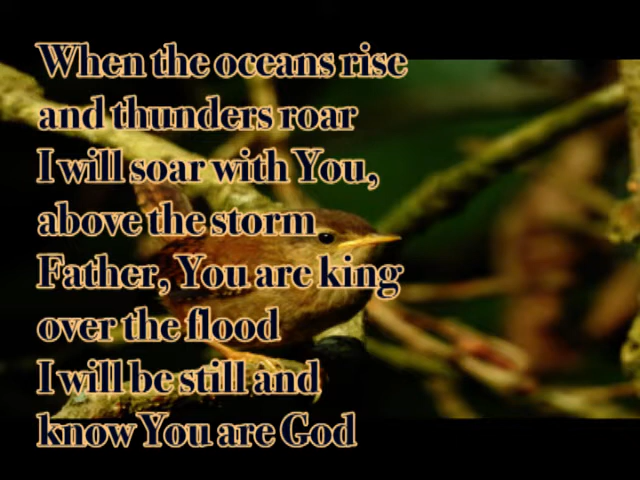 When the oceans rise
and thunders roar
I will soar with You,
above the storm
Father, You are king
over the flood
I will be still and
know You are God